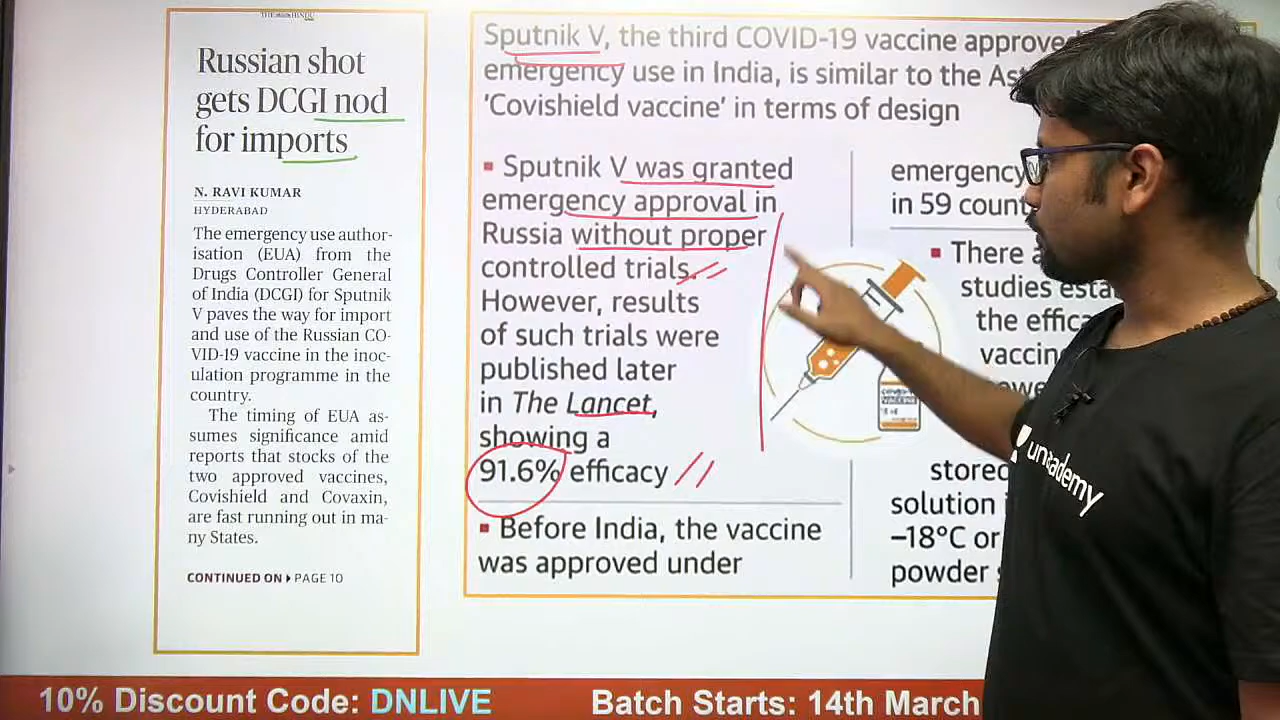 THE HINDU
Russian shot
gets DCGI nod
for imports
N. RAVI KUMAR
HYDERABAD
The emergency use author-
isation (EUA) from the
Drugs Controller General
of India (DCGI) for Sputnik
V paves the way for import
and use of the Russian CO-
VID-19 vaccine in the inoc-
ulation programme in the
country.
The timing of EUA as-
sumes significance amid
reports that stocks of the
two approved vaccines,
Covishield and Covaxin,
are fast running out in ma-
ny States.
CONTINUED ON PAGE 10
Sputnik V, the third COVID-19 vaccine approved
emergency use in India, is similar to the
'Covishield vaccine' in terms of design
▪ Sputnik V was granted
emergency approval in
Russia without proper
controlled trials.
However, results
of such trials were
published later
in The Lancet,
showing a
91.6% efficacy
▪ Before India, the vaccine
was approved under
emergency
in 59
▪ There
studies
the
stored
solution
–18°C or
powder
unacademy
10% Discount Code: DNLIVE
Batch Starts: 14th March